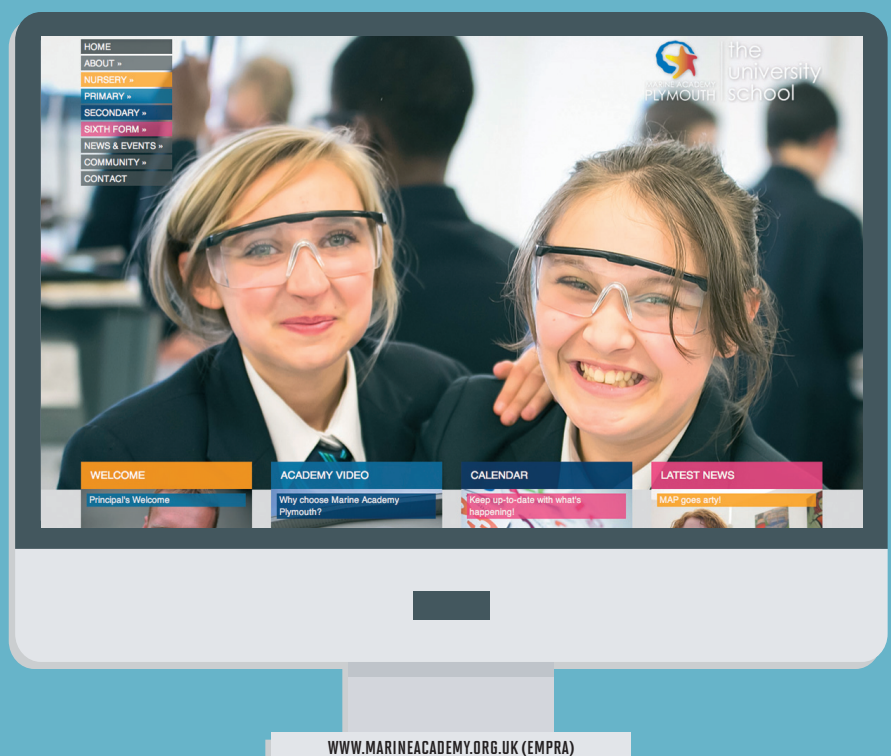 HOME
ABOUT »
NURSERY »
PRIMARY »
SECONDARY »
SIXTH FORM »
NEWS & EVENTS »
COMMUNITY »
CONTACT
MARINE ACADEMY
PLYMOUTH
the
university
school
WELCOME
Principal's Welcome
ACADEMY VIDEO
Why choose Marine Academy
Plymouth?
CALENDAR
Keep up-to-date with what's
happening!
LATEST NEWS
MAP goes arty!
WWW.MARINEACADEMY.ORG.UK (EMPRA)